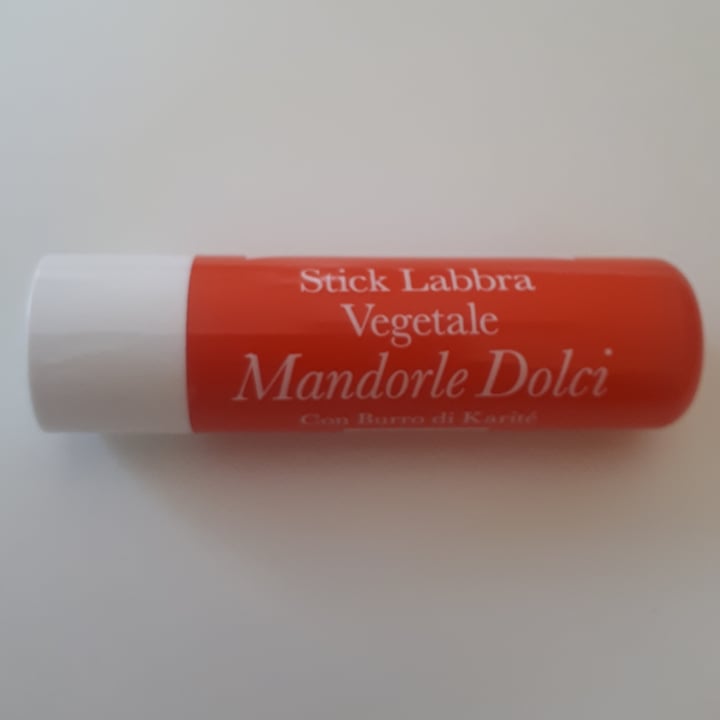 Stick Labbra
Vegetale
Mandorle Dolci
Con Burro di Karité